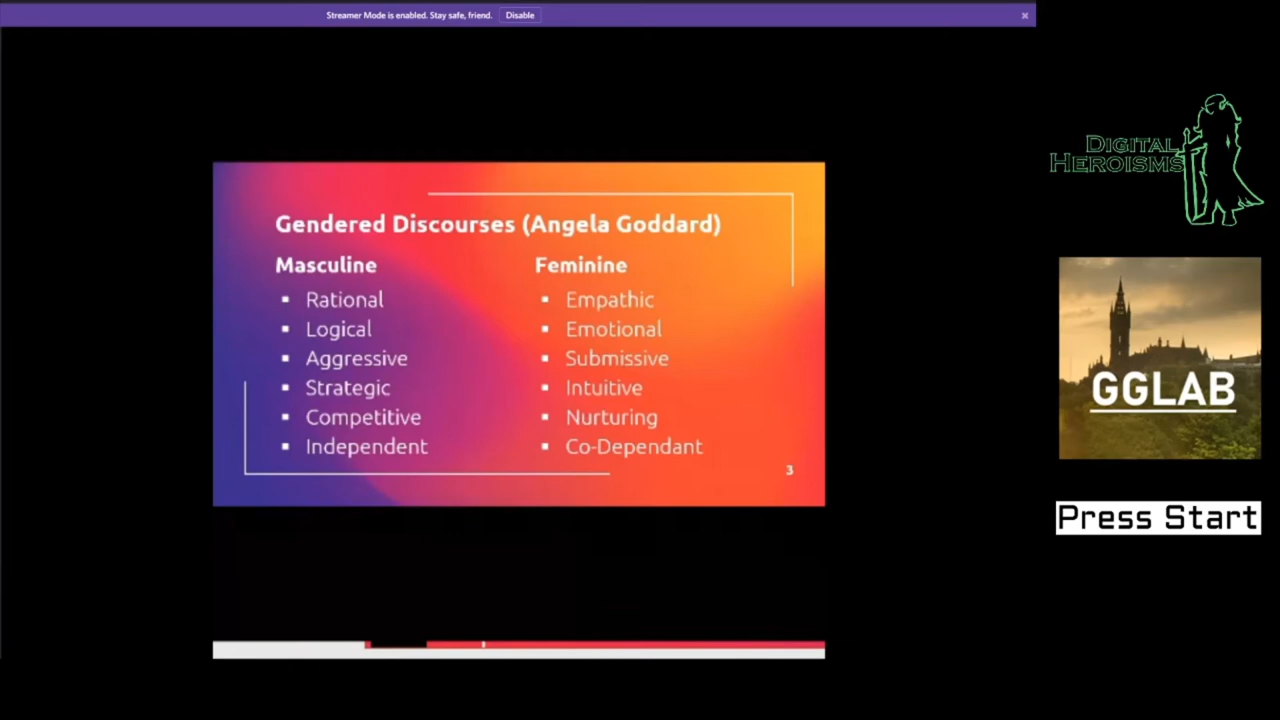 Streamer Mode is enabled. Stay safe, friend. Disable
Gendered Discourses (Angela Goddard)
Masculine
▪ Rational
▪ Logical
▪ Aggressive
▪ Strategic
▪ Competitive
▪ Independent
Feminine
▪ Empathic
▪ Emotional
▪ Submissive
▪ Intuitive
▪ Nurturing
▪ Co-Dependant
3
DIGITAL
HEROISMS
GGLAB
Press Start